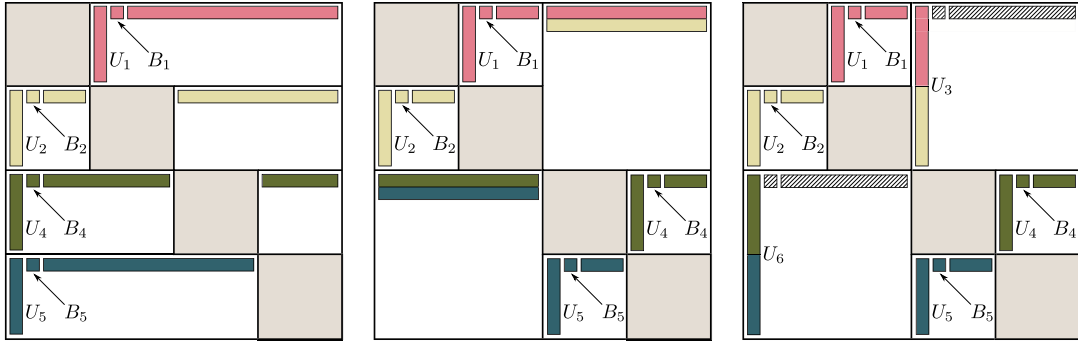 U₁ B₁
U₂ B₂
U₄ B₄
U₅ B₅
U₁ B₁
U₂ B₂
U₄ B₄
U₅ B₅
U₁ B₁
U₃
U₂ B₂
U₄ B₄
U₆
U₅ B₅